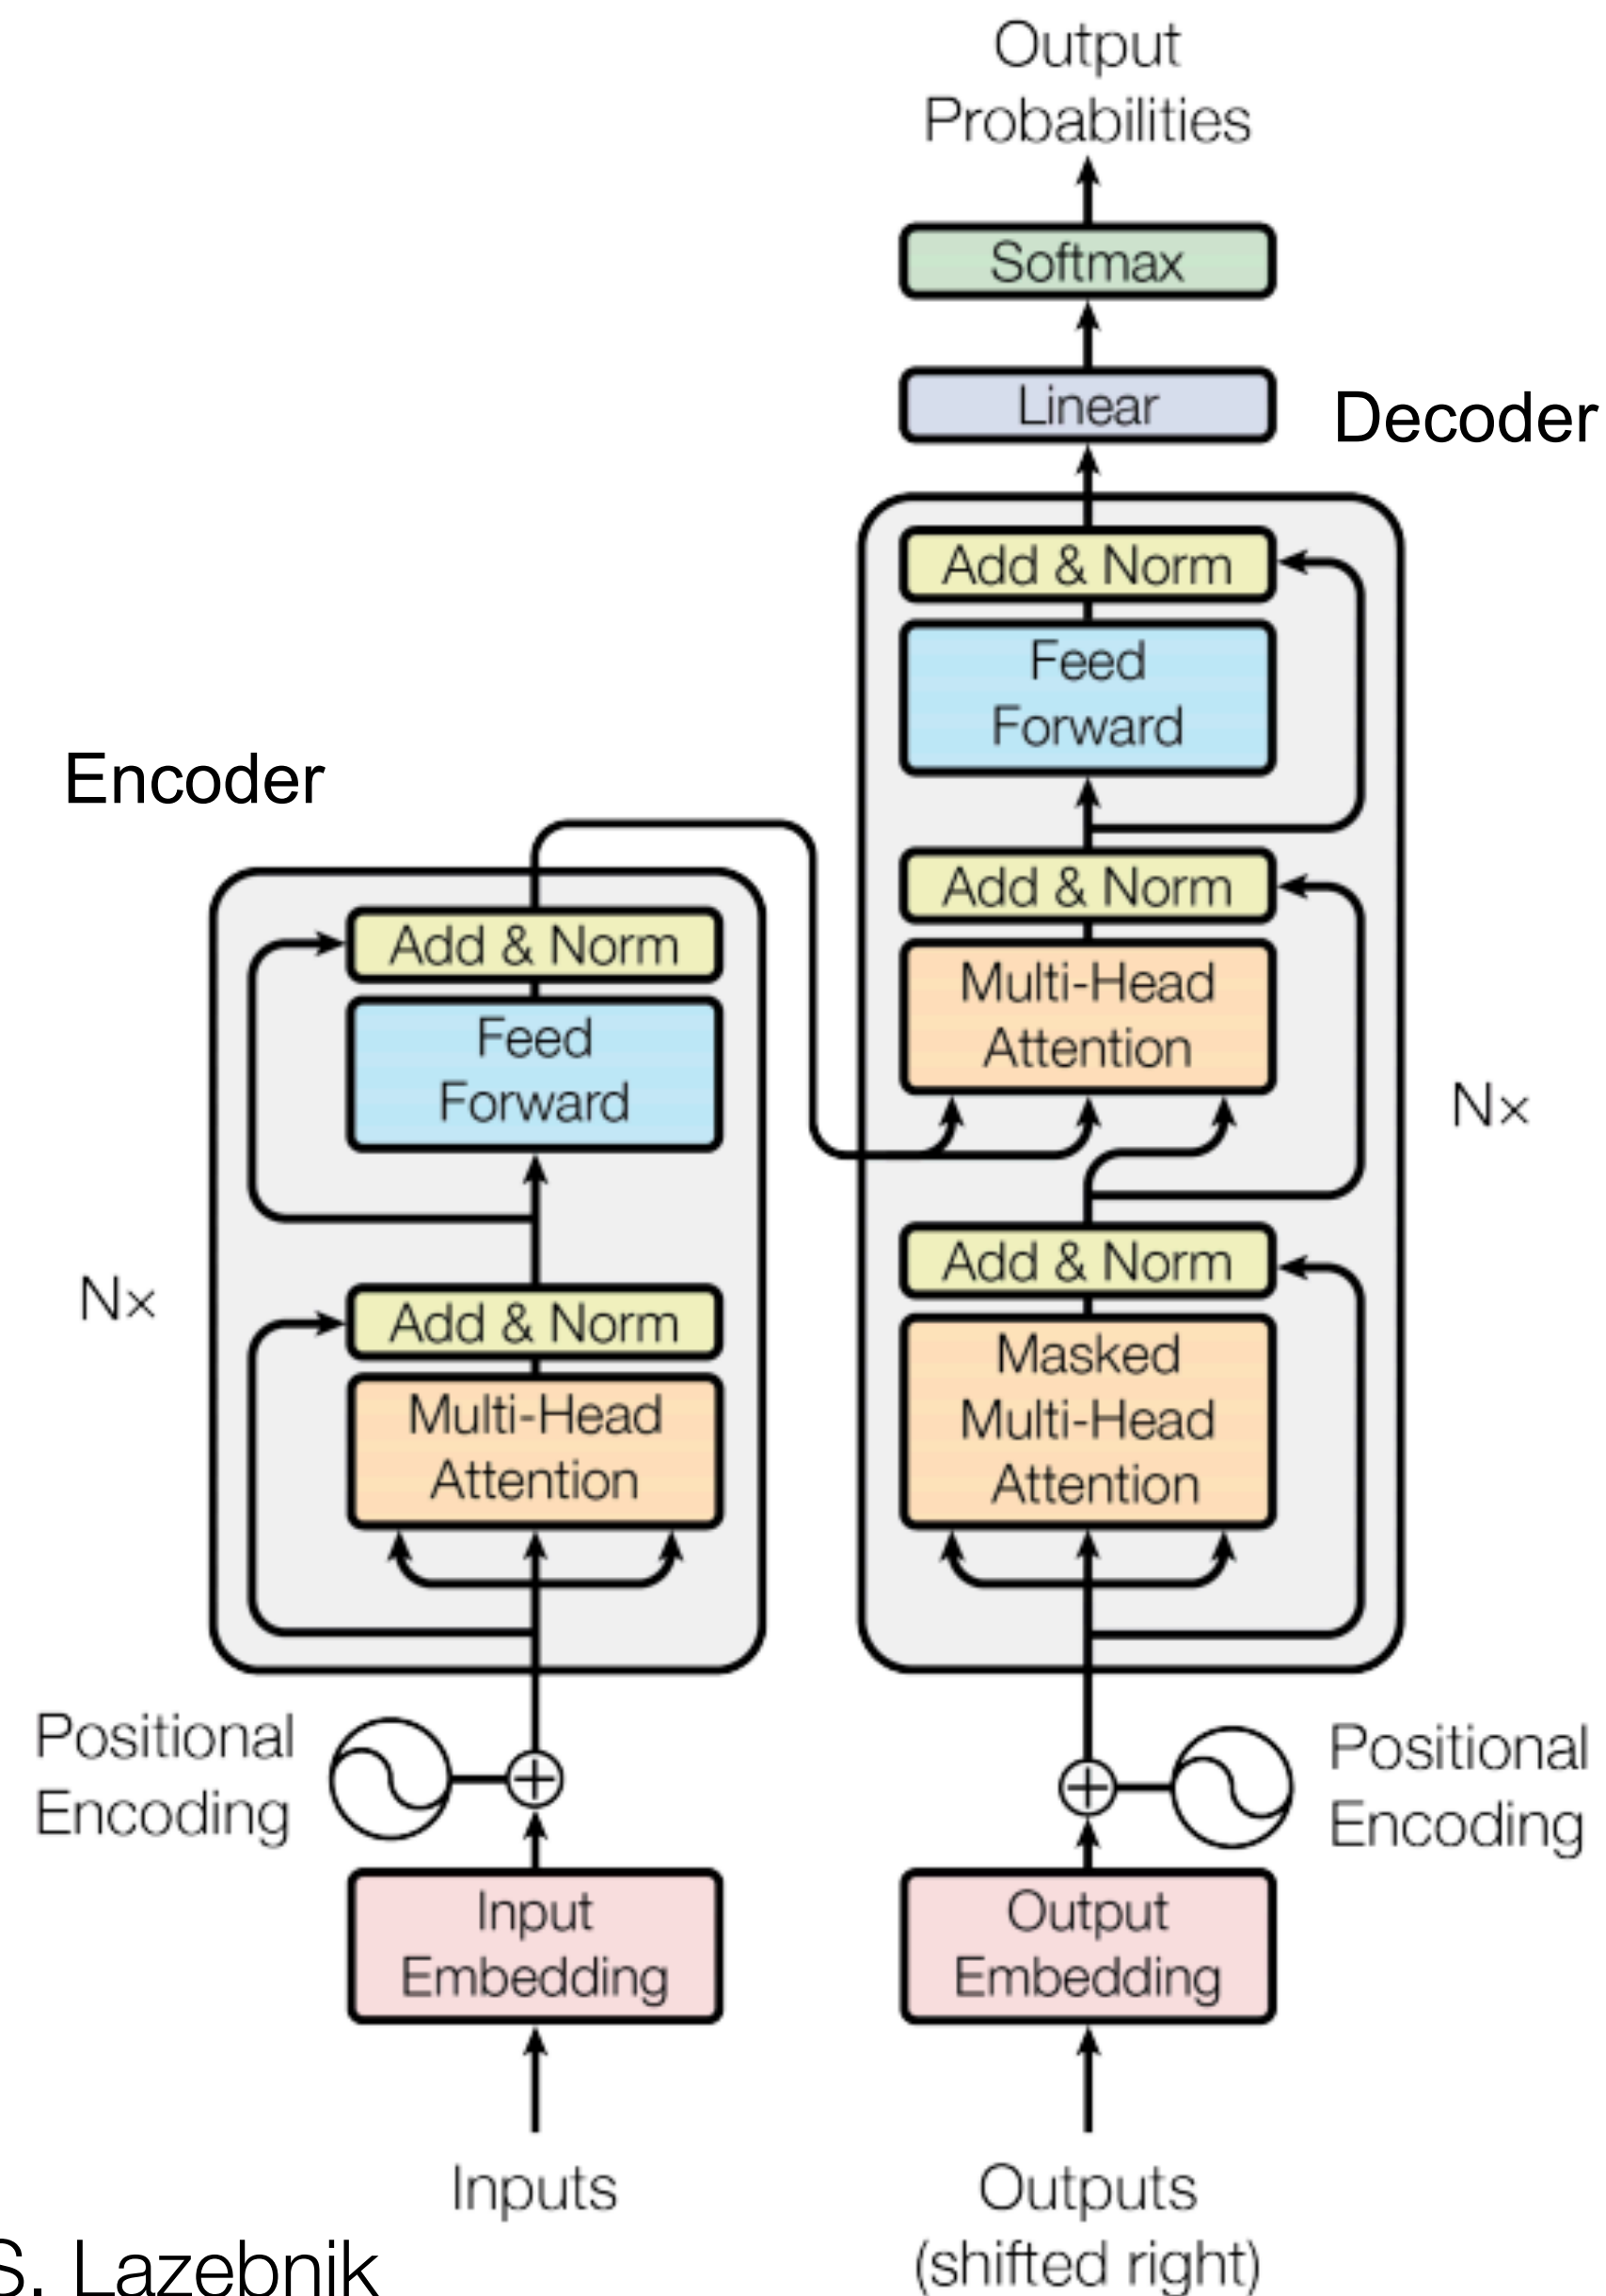 Output
Probabilities
Softmax
Linear
Decoder
Add & Norm
Feed
Forward
Add & Norm
Multi-Head
Attention
N×
Add & Norm
Masked
Multi-Head
Attention
Positional
Encoding
Output
Embedding
Outputs
(shifted right)
Encoder
Add & Norm
Feed
Forward
N×
Add & Norm
Multi-Head
Attention
Positional
Encoding
Input
Embedding
Inputs
S. Lazebnik